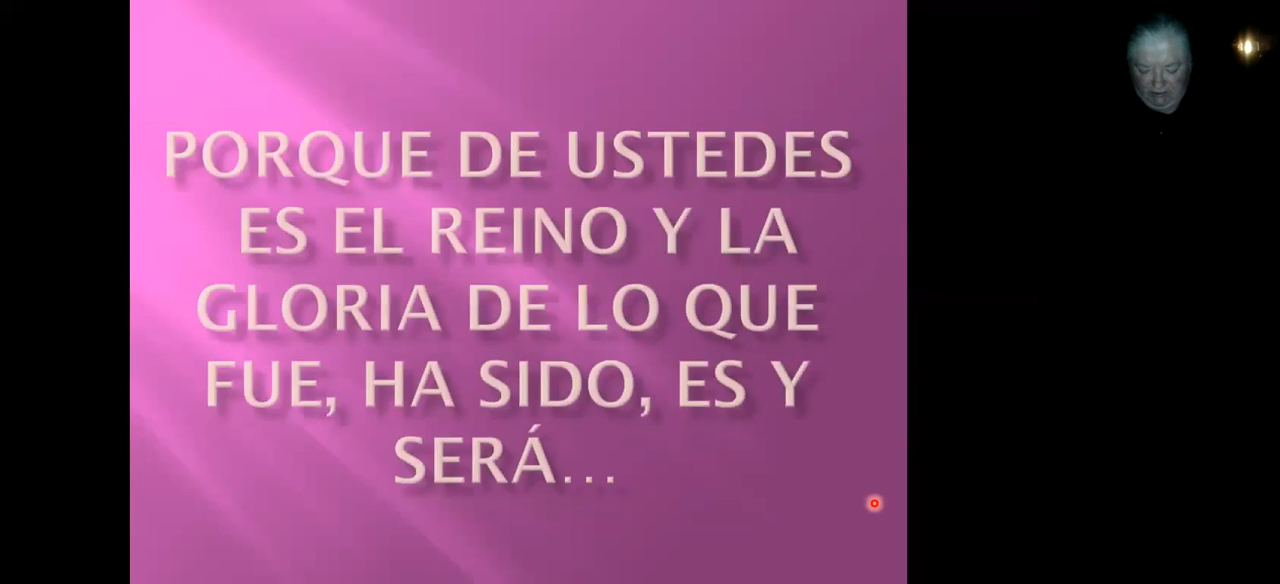 PORQUE DE USTEDES
ES EL REINO Y LA
GLORIA DE LO QUE
FUE, HA SIDO, ES Y
SERÁ...